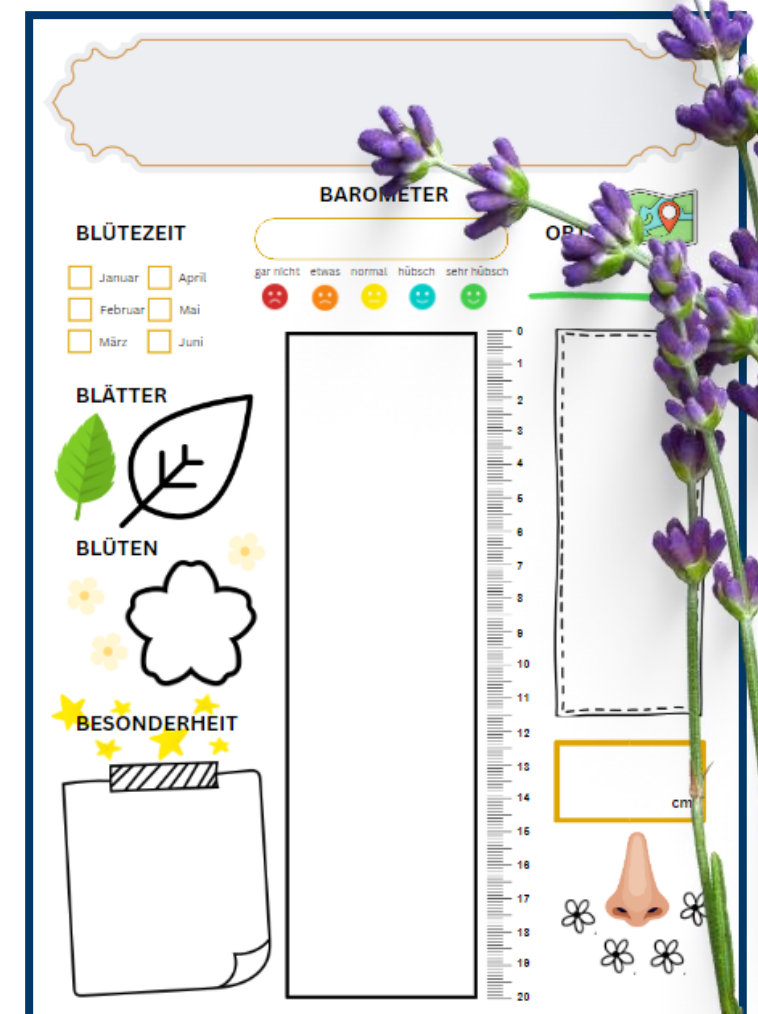 BAROMETER
BLÜTEZEIT
ORT
gar nicht etwas normal hübsch sehr hübsch
Januar April
Februar Mai
März Juni
BLÄTTER
BLÜTEN
BESONDERHEIT
0
1
2
3
4
5
6
7
8
9
10
11
12
13
14
15
16
17
18
19
20
cm